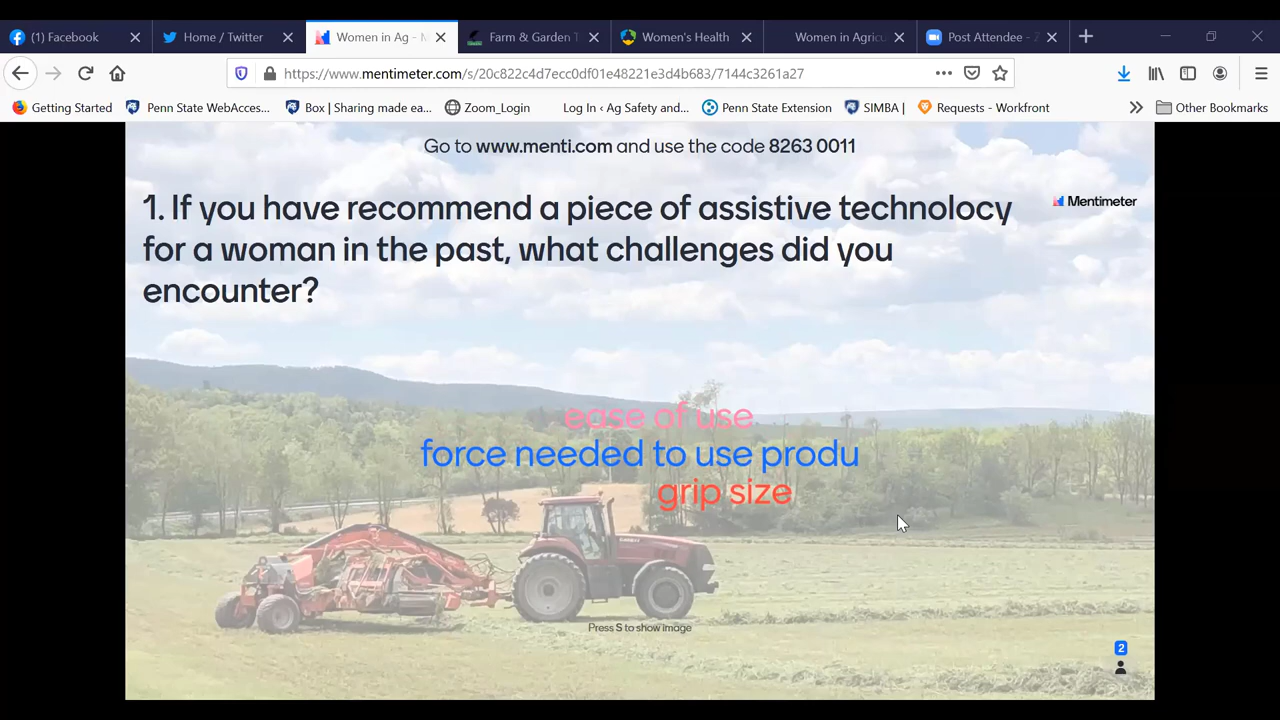 (1) Facebook
Home / Twitter
Women in Ag - M
Farm & Garden T
Women's Health
Women in Agricu
Post Attendee - Z
https://www.mentimeter.com/s/20c822c4d7ecc0df01e48221e3d4b683/7144c3261a27
Getting Started
Penn State WebAcces...
Box | Sharing made ea...
Zoom_Login
Log In ‹ Ag Safety and...
Penn State Extension
SIMBA |
Requests - Workfront
Other Bookmarks
Go to www.menti.com and use the code 8263 0011
1. If you have recommend a piece of assistive technolocy
for a woman in the past, what challenges did you
encounter?
Mentimeter
ease of use
force needed to use produ
grip size
Press S to show image
2